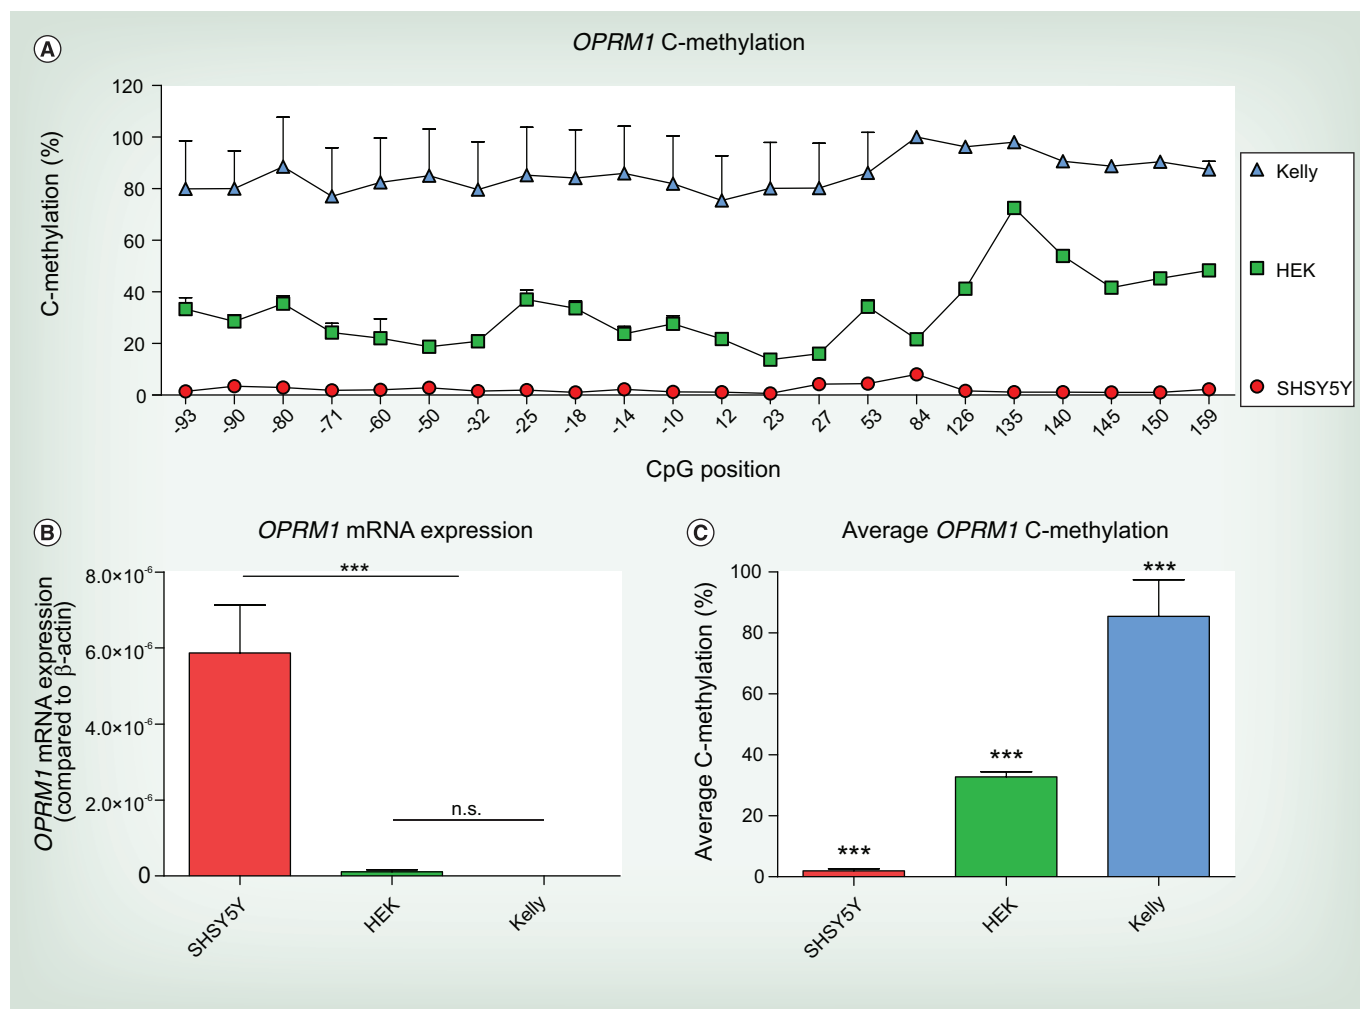 A
OPRM1 C-methylation
C-methylation (%)
120
100
80
60
40
20
0
-93 -90 -80 -71 -60 -50 -32 -25 -18 -14 -10 12 23 27 53 84 126 135 140 145 150 159
CpG position
Kelly
HEK
SHSY5Y
B
OPRM1 mRNA expression
OPRM1 mRNA expression
(compared to β-actin)
8.0×10⁻⁶
6.0×10⁻⁶
4.0×10⁻⁶
2.0×10⁻⁶
0
***
n.s.
SHSY5Y HEK Kelly
C
Average OPRM1 C-methylation
Average C-methylation (%)
100
80
60
40
20
0
***
***
***
SHSY5Y HEK Kelly